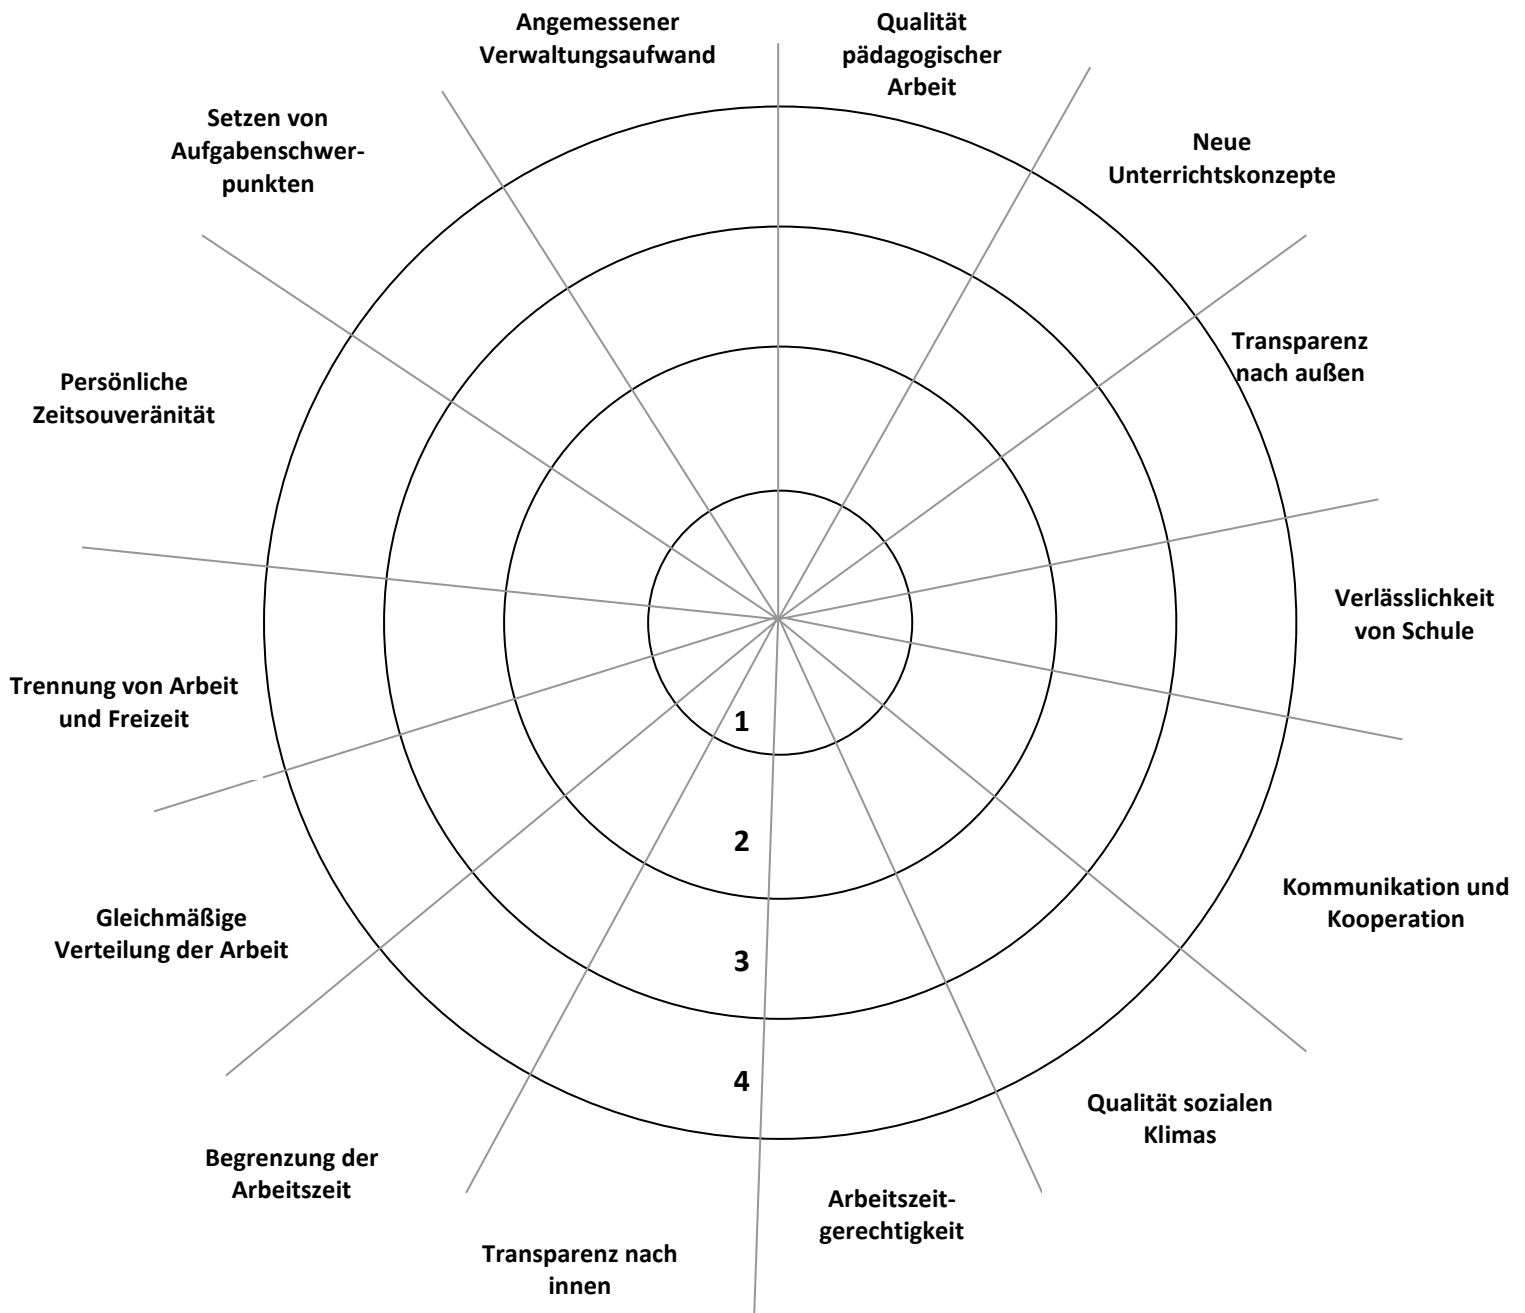 Angemessener
Verwaltungsaufwand
Qualität
pädagogischer
Arbeit
Setzen von
Aufgabenschwer-
punkten
Neue
Unterrichtskonzepte
Transparenz
nach außen
Persönliche
Zeitsouveränität
Verlässlichkeit
von Schule
Trennung von Arbeit
und Freizeit
1
2
Kommunikation und
Kooperation
Gleichmäßige
Verteilung der Arbeit
3
4
Qualität sozialen
Klimas
Begrenzung der
Arbeitszeit
Arbeitszeit-
gerechtigkeit
Transparenz nach
innen